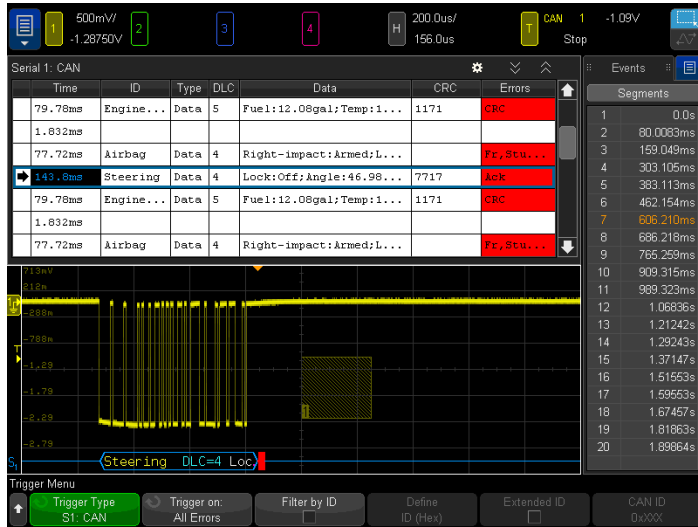 1 500mV/ -1.28750V 2 3 4 H 200.0us/ 156.0us T CAN 1 Stop -1.09V
Serial 1: CAN
Time ID Type DLC Data CRC Errors
79.78ms Engine... Data 5 Fuel:12.08gal;Temp:1... 1171 CRC
1.832ms
77.72ms Airbag Data 4 Right-impact:Armed;L... Fr,Stu...
143.8ms Steering Data 4 Lock:Off;Angle:46.98... 7717 Ack
79.78ms Engine... Data 5 Fuel:12.08gal;Temp:1... 1171 CRC
1.832ms
77.72ms Airbag Data 4 Right-impact:Armed;L... Fr,Stu...
Events
Segments
1 0.0s
2 80.0083ms
3 159.049ms
4 303.105ms
5 383.113ms
6 462.154ms
7 606.210ms
8 686.218ms
9 765.259ms
10 909.315ms
11 989.323ms
12 1.06836s
13 1.21242s
14 1.29243s
15 1.37147s
16 1.51553s
17 1.59553s
18 1.67457s
19 1.81863s
20 1.89864s
713mV
212m
-288m
-788m
T
-1.29
-1.79
-2.29
-2.79
1
S1 Steering DLC=4 Loc
Trigger Menu
Trigger Type
S1: CAN
Trigger on:
All Errors
Filter by ID
Define
ID (Hex)
Extended ID
CAN ID
0xXXX